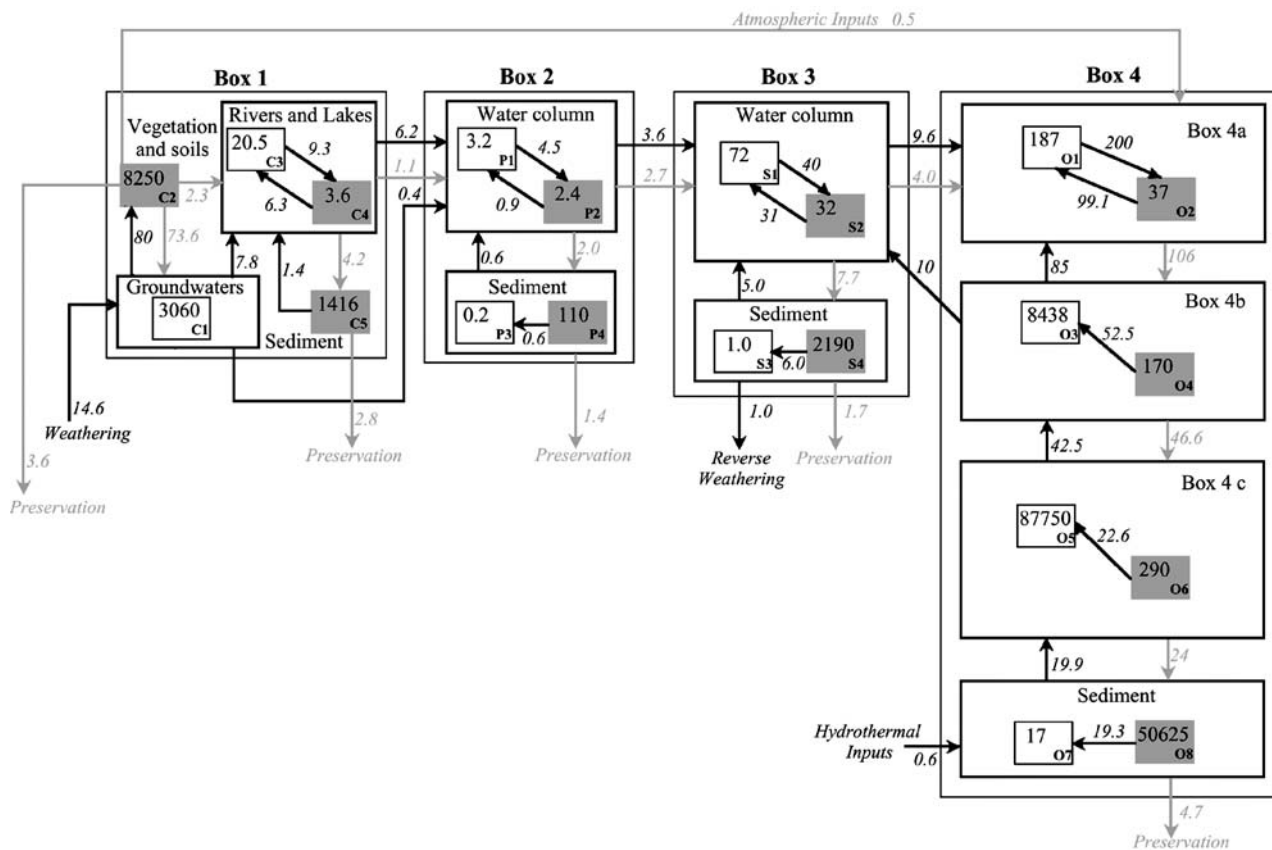 Atmospheric Inputs 0.5
Box 1
Box 2
Box 3
Box 4
Vegetation
and soils
8250
C2
2.3
80
73.6
Rivers and Lakes
20.5
C3
9.3
3.6
C4
6.3
Groundwaters
3060
C1
7.8
1.4
4.2
1416
C5
Sediment
14.6
Weathering
2.8
Preservation
3.6
Preservation
6.2
1.1
0.4
Water column
3.2
P1
4.5
2.4
P2
0.9
0.6
2.0
Sediment
0.2
P3
0.6
110
P4
1.4
Preservation
3.6
2.7
Water column
72
S1
40
32
S2
31
5.0
7.7
Sediment
1.0
S3
6.0
2190
S4
1.0
Reverse
Weathering
1.7
Preservation
9.6
4.0
10
Box 4a
187
O1
200
37
O2
99.1
85
106
Box 4b
8438
O3
52.5
170
O4
42.5
46.6
Box 4 c
87750
O5
22.6
290
O6
19.9
24
Sediment
17
O7
19.3
50625
O8
Hydrothermal
Inputs
0.6
4.7
Preservation